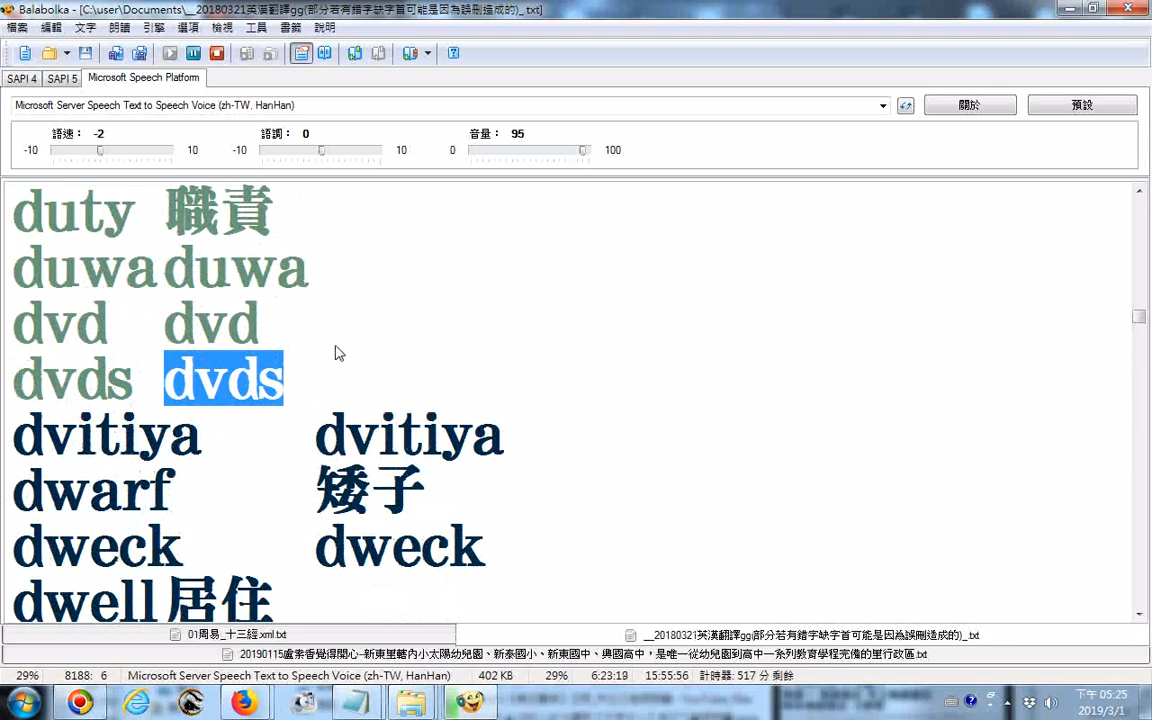 Balabolka - [C:\user\Documents\__20180321英漢翻譯gg(部分若有錯字缺字首可能是因為誤刪造成的)_.txt]
檔案 編輯 文字 朗讀 引擎 選項 檢視 工具 書籤 說明
SAPI 4 SAPI 5 Microsoft Speech Platform
Microsoft Server Speech Text to Speech Voice (zh-TW, HanHan) 關於 預設
語速： -2 語調： 0 音量： 95
-10 10 -10 10 0 100
duty 職責
duwa duwa
dvd dvd
dvds dvds
dvitiya dvitiya
dwarf 矮子
dweck dweck
dwell 居住
01周易_十三經.xml.txt __20180321英漢翻譯gg(部分若有錯字缺字首可能是因為誤刪造成的)_.txt
20190115盧素香覺得開心-新東里轄內小太陽幼兒園、新泰國小、新東國中、興國高中，是唯一從幼兒園到高中一系列教育學程完備的里行政區.txt
29% 8188: 6 Microsoft Server Speech Text to Speech Voice (zh-TW, HanHan) 402 KB 29% 6:23:18 15:55:56 計時器: 517 分 剩餘
下午 05:25
2019/3/1